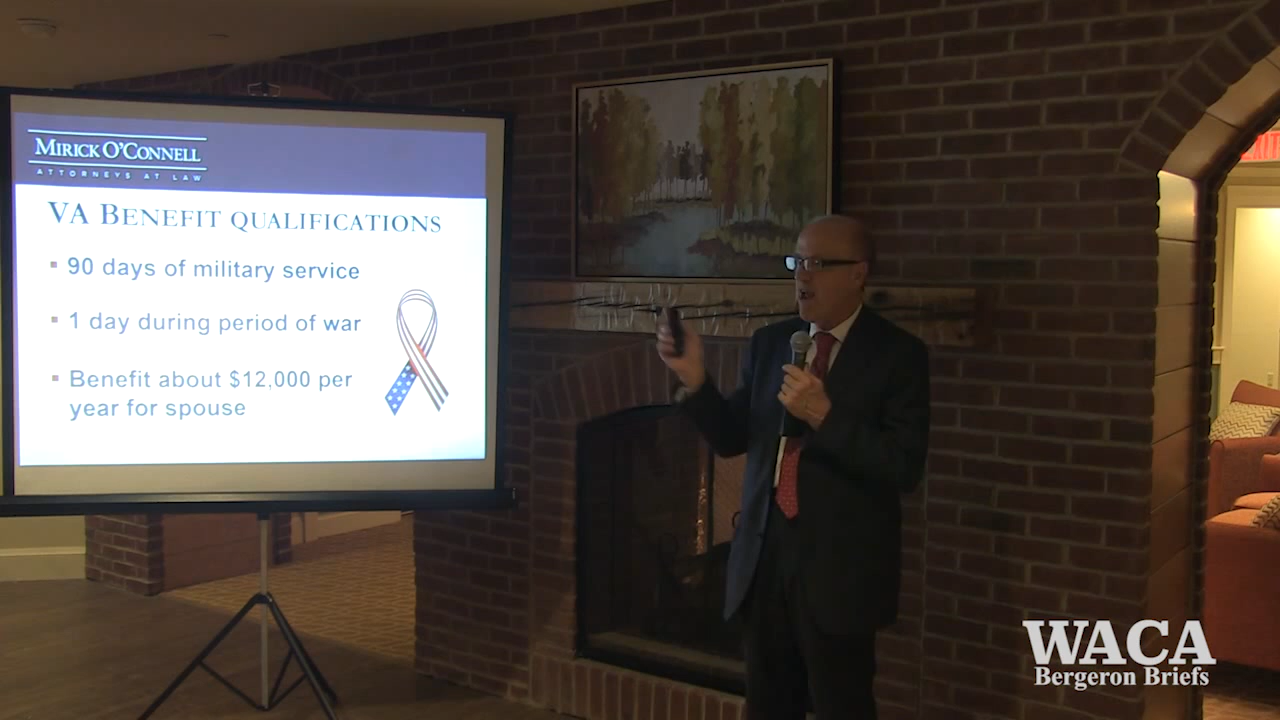 MIRICK O'CONNELL
ATTORNEYS AT LAW
VA BENEFIT QUALIFICATIONS
90 days of military service
1 day during period of war
Benefit about $12,000 per
year for spouse
EXIT
WACA
Bergeron Briefs